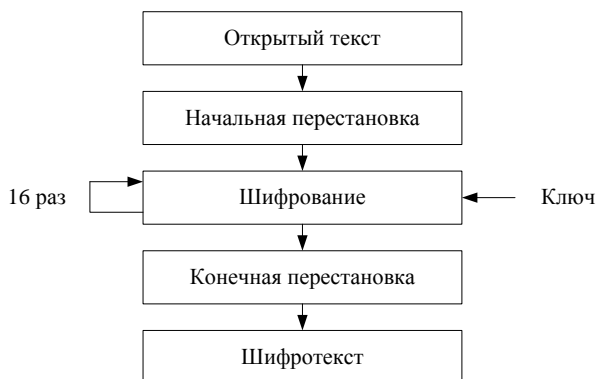 Открытый текст
Начальная перестановка
16 раз
Шифрование
Ключ
Конечная перестановка
Шифротекст